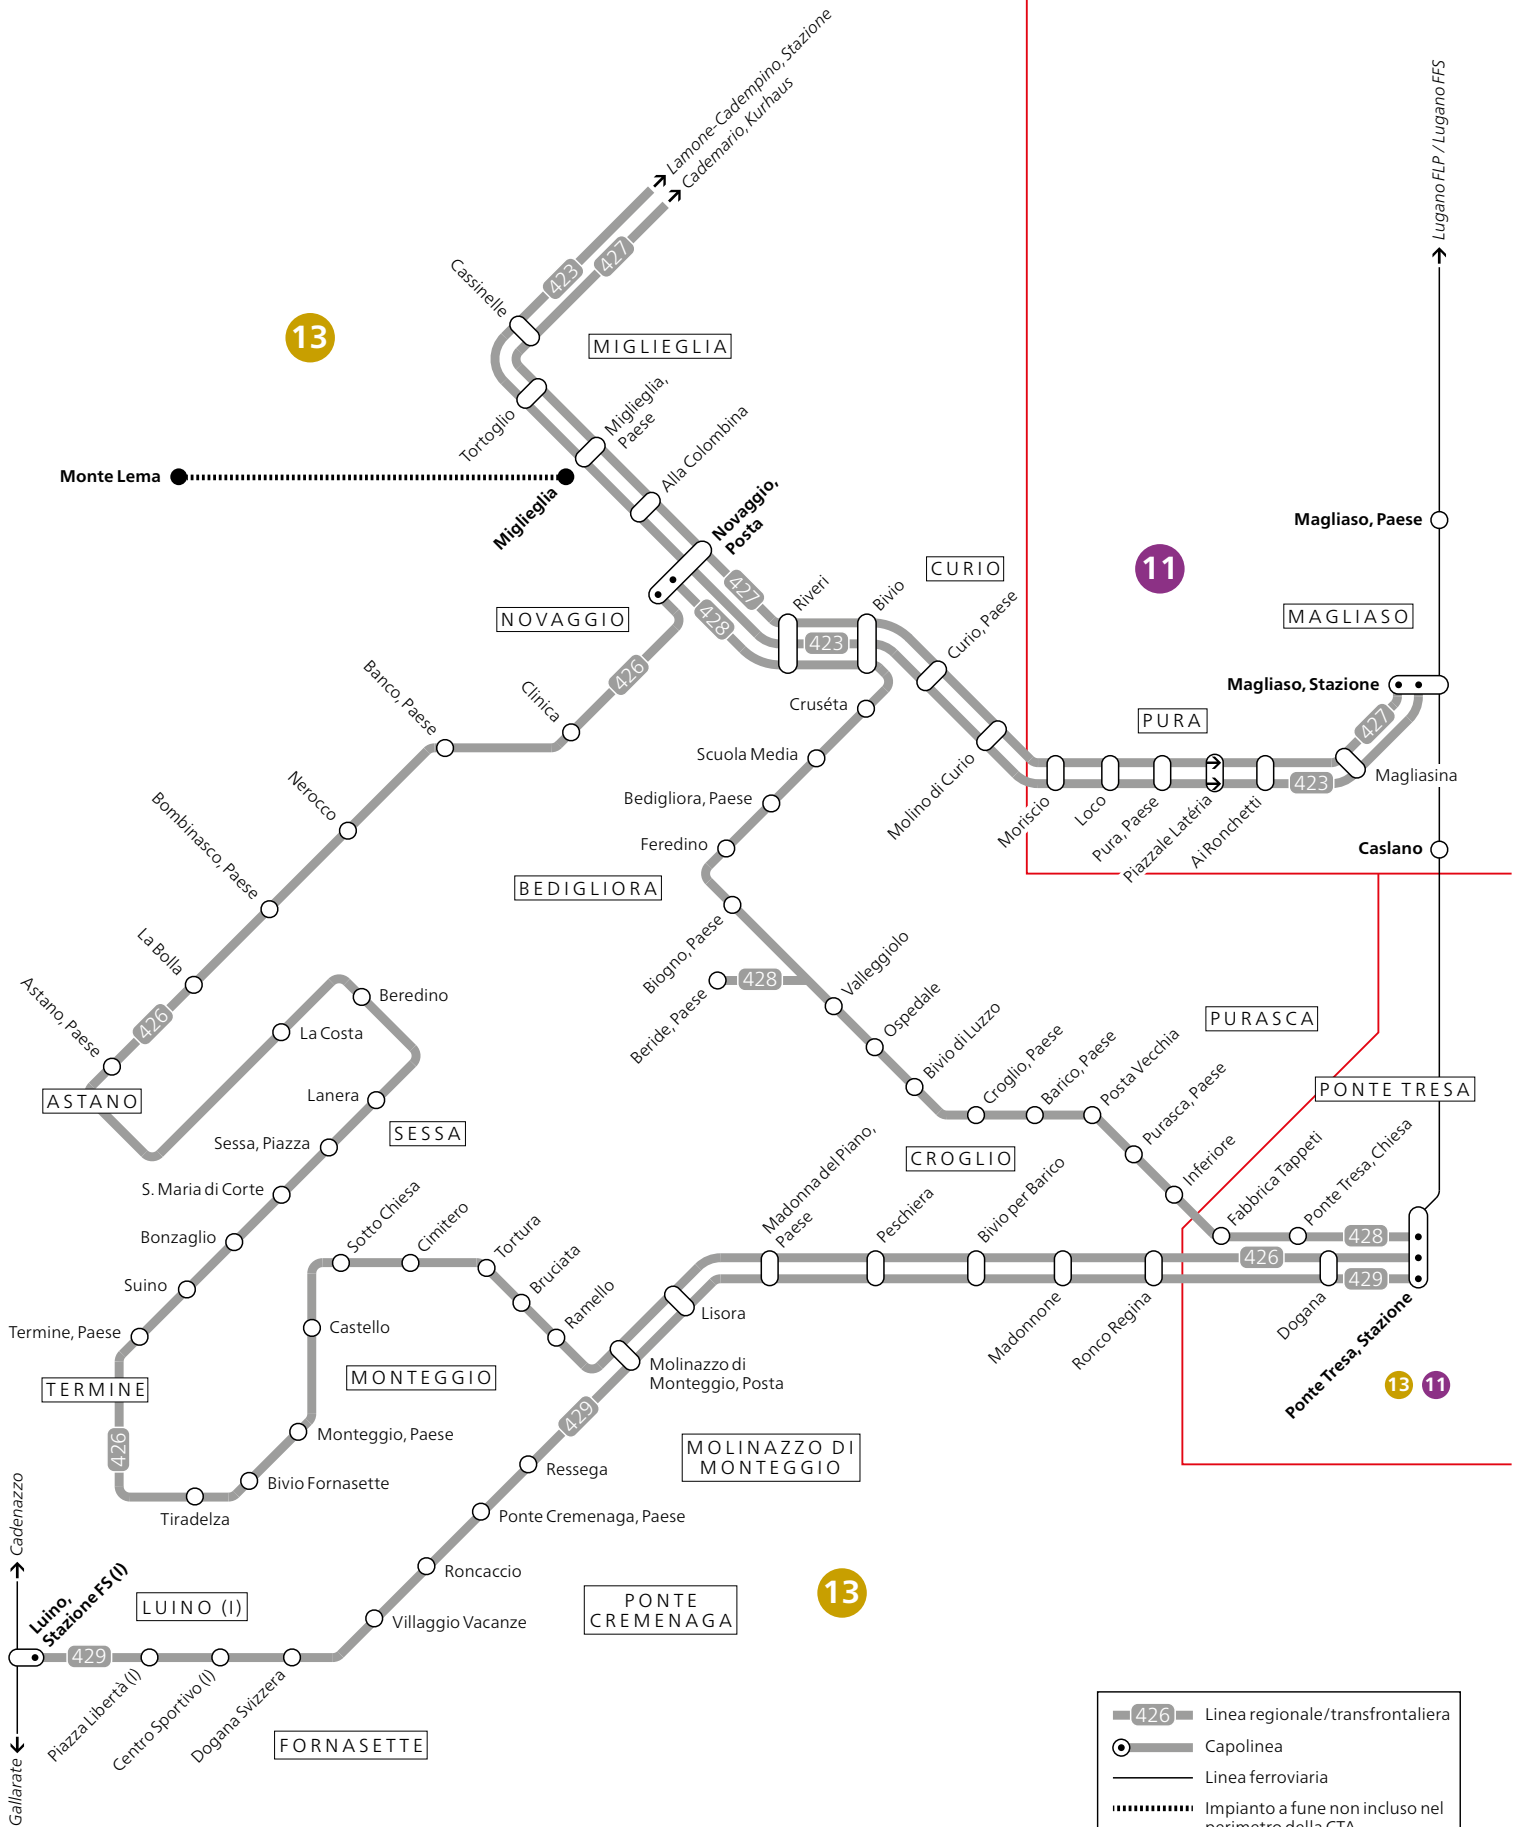 Lamone-Cadempino, Stazione
Cademario, Kurhaus
Lugano FLP / Lugano FFS
423
427
Cassinelle
13
MIGLIEGLIA
Tortoglio
Miglieglia,
Paese
Alla Colombina
Monte Lema
Miglieglia
Novaggio,
Posta
Magliaso, Paese
11
CURIO
MAGLIASO
NOVAGGIO
427
428
Riveri
423
Bivio
Curio, Paese
426
Clinica
Banco, Paese
Magliaso, Stazione
427
PURA
Cruséta
Scuola Media
Bedigliora, Paese
Feredino
Molino di Curio
Moriscio
Loco
Pura, Paese
Piazzale Latéria
Ai Ronchetti
423
Magliasina
Caslano
Nerocco
Bombinasco, Paese
La Bolla
Astano, Paese
426
BEDIGLIORA
Biogno, Paese
Beride, Paese
428
Valleggiolo
Ospedale
Bivio di Luzzo
Croglio, Paese
Barico, Paese
Posta Vecchia
Purasca, Paese
Inferiore
PURASCA
PONTE TRESA
Beredino
La Costa
ASTANO
Lanera
SESSA
Sessa, Piazza
S. Maria di Corte
Bonzaglio
Suino
Termine, Paese
TERMINE
CROGLIO
Fabbrica Tappeti
Ponte Tresa, Chiesa
428
426
429
Madonna del Piano,
Paese
Peschiera
Bivio per Barico
Madonnone
Ronco Regina
Dogana
Ponte Tresa, Stazione
13
11
Sotto Chiesa
Cimitero
Tortura
Bruciata
Ramello
Lisora
Molinazzo di
Monteggio, Posta
Castello
MONTEGGIO
Monteggio, Paese
Bivio Fornasette
Tiradelza
426
429
MOLINAZZO DI
MONTEGGIO
Ressega
Ponte Cremenaga, Paese
Roncaccio
Villaggio Vacanze
PONTE
CREMENAGA
13
Cadenazzo
Luino,
Stazione FS (I)
LUINO (I)
429
Piazza Libertà (I)
Centro Sportivo (I)
Dogana Svizzera
FORNASETTE
Gallarate
426
Linea regionale/transfrontaliera
Capolinea
Linea ferroviaria
Impianto a fune non incluso nel
perimetro della CTA